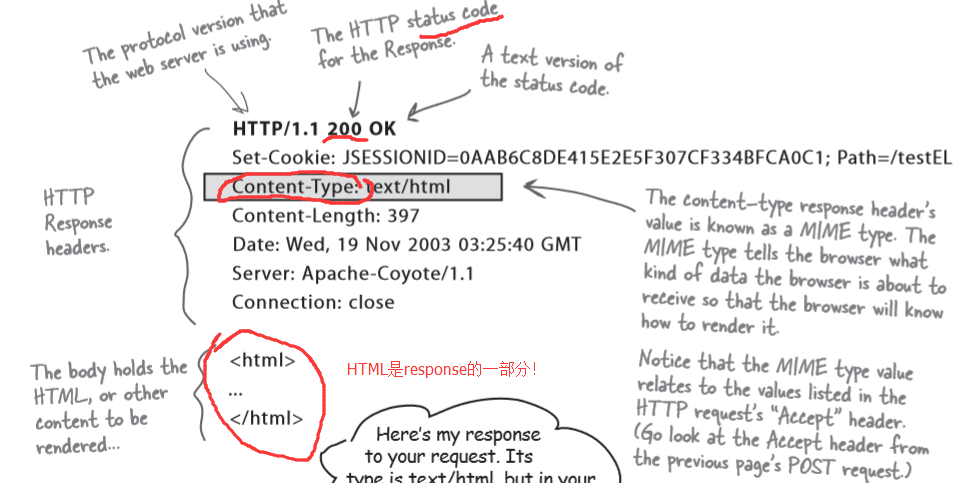 The protocol version that
the web server is using.
The HTTP status code
for the Response.
A text version of
the status code.
HTTP/1.1 200 OK
Set-Cookie: JSESSIONID=0AAB6C8DE415E2E5F307CF334BFCA0C1; Path=/testEL
Content-Type: text/html
Content-Length: 397
Date: Wed, 19 Nov 2003 03:25:40 GMT
Server: Apache-Coyote/1.1
Connection: close
HTTP
Response
headers.
The content-type response header's
value is known as a MIME type. The
MIME type tells the browser what
kind of data the browser is about to
receive so that the browser will know
how to render it.
Notice that the MIME type value
relates to the values listed in the
HTTP request's "Accept" header.
(Go look at the Accept header from
the previous page's POST request.)
The body holds the
HTML, or other
content to be
rendered...
<html>
...
</html>
HTML是response的一部分!
Here's my response
to your request. Its
type is text/html, but in your